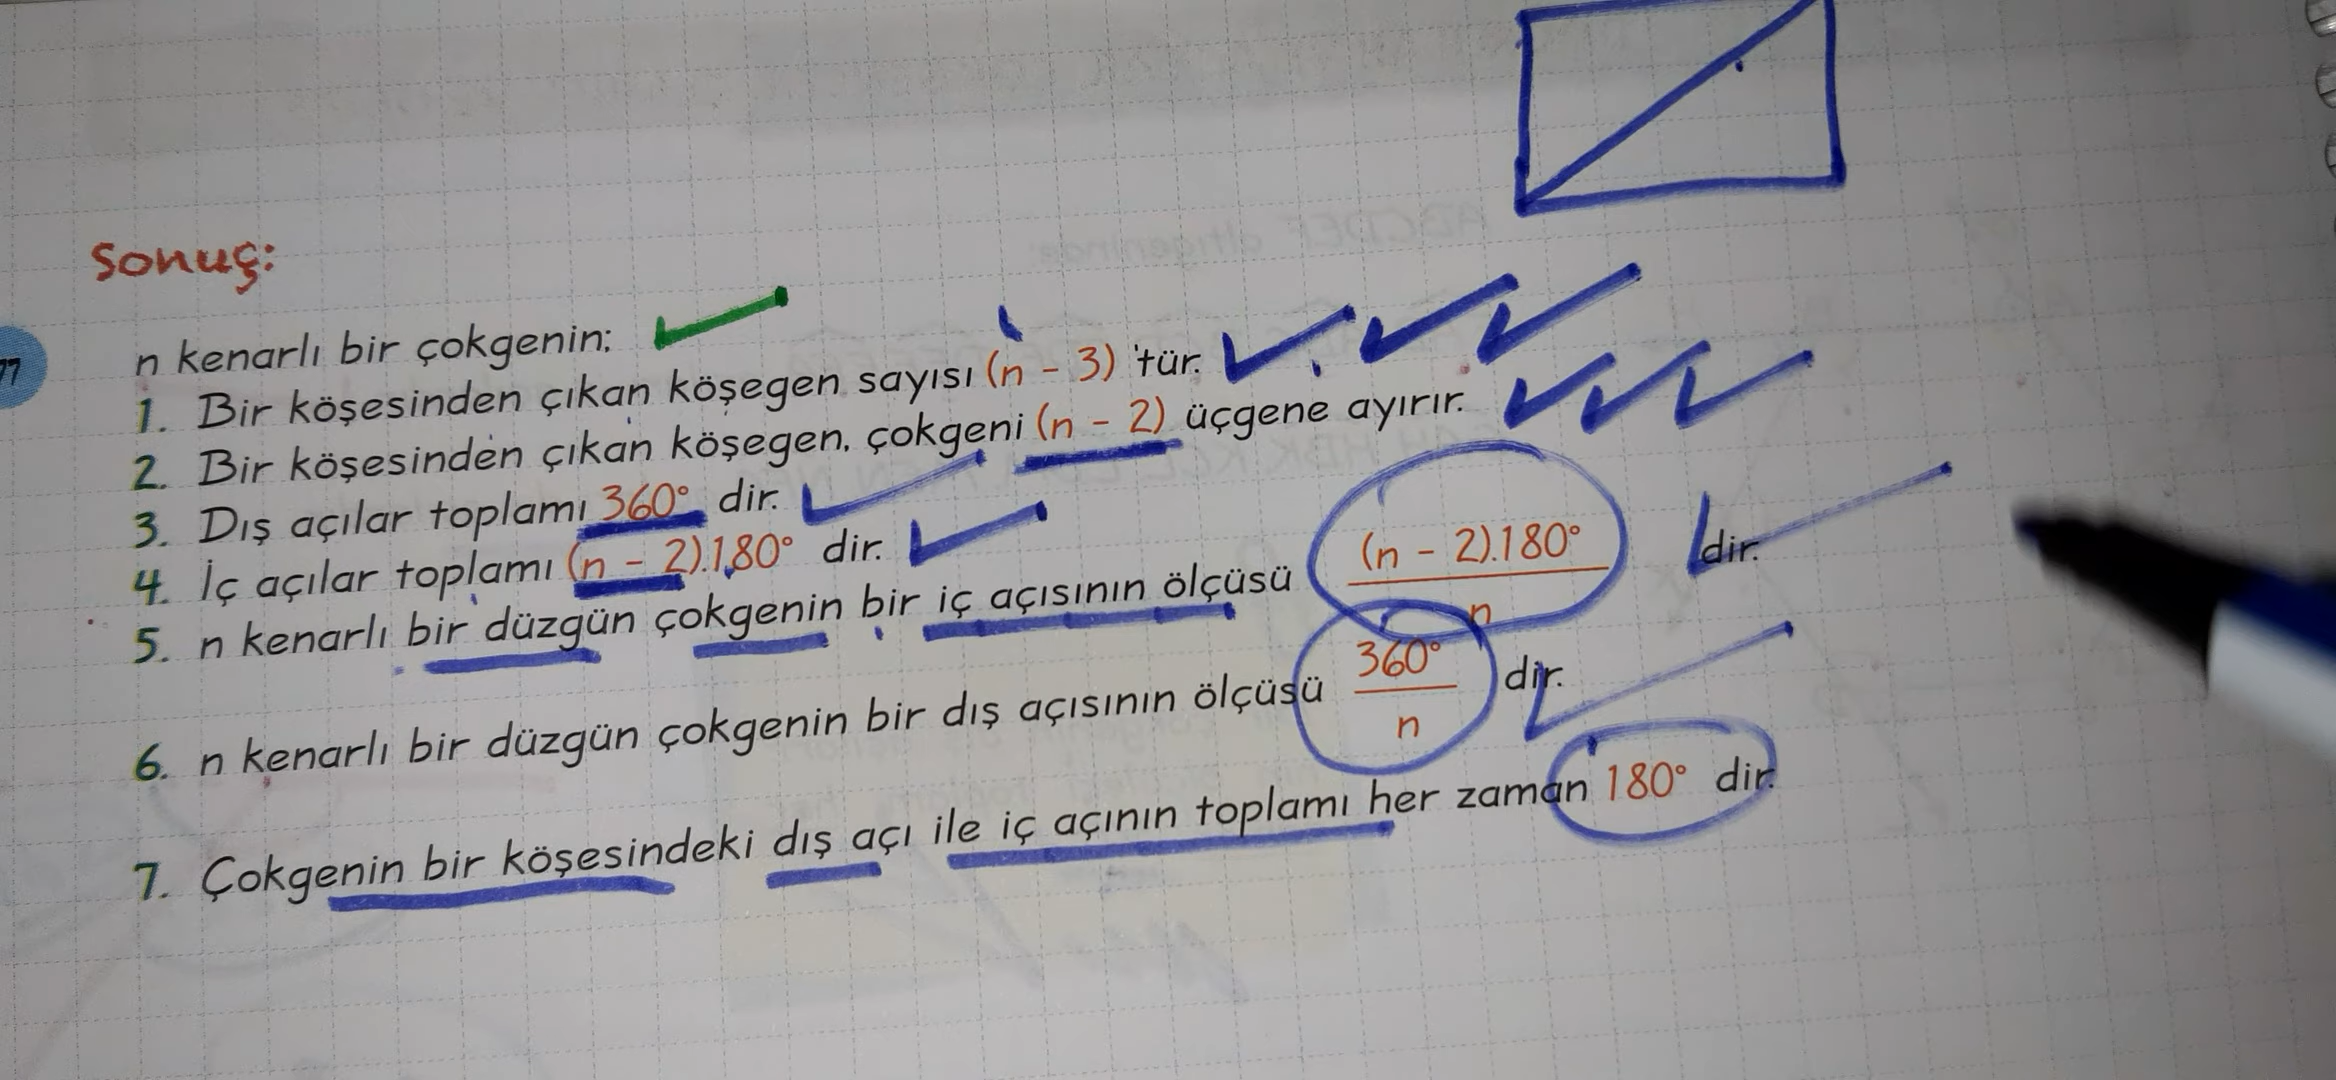 Sonuç:
77
n kenarlı bir çokgenin:
1. Bir köşesinden çıkan köşegen sayısı (n - 3) 'tür.
2. Bir köşesinden çıkan köşegen, çokgeni (n - 2) üçgene ayırır.
3. Dış açılar toplamı 360° dir.
4. İç açılar toplamı (n - 2).180° dir.
5. n kenarlı bir düzgün çokgenin bir iç açısının ölçüsü (n - 2).180° / n dir.
6. n kenarlı bir düzgün çokgenin bir dış açısının ölçüsü 360° / n dir.
7. Çokgenin bir köşesindeki dış açı ile iç açının toplamı her zaman 180° dir.